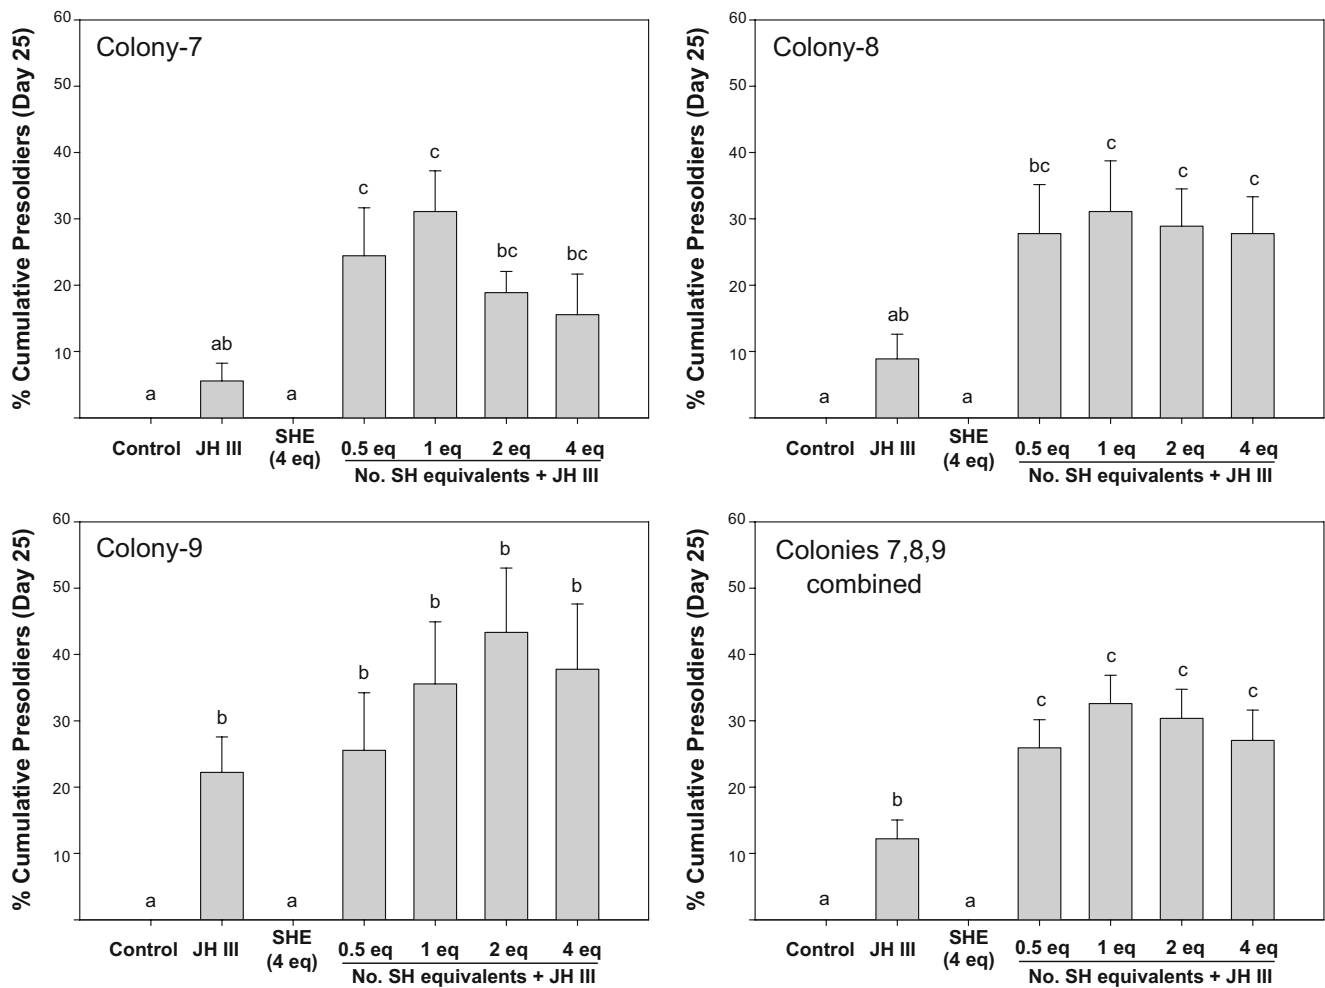 % Cumulative Presoldiers (Day 25)
Colony-7
60
50
40
30
20
10
a
ab
a
c
c
bc
bc
Control JH III SHE (4 eq) 0.5 eq 1 eq 2 eq 4 eq
No. SH equivalents + JH III
% Cumulative Presoldiers (Day 25)
Colony-8
60
50
40
30
20
10
a
ab
a
bc
c
c
c
Control JH III SHE (4 eq) 0.5 eq 1 eq 2 eq 4 eq
No. SH equivalents + JH III
% Cumulative Presoldiers (Day 25)
Colony-9
60
50
40
30
20
10
a
b
a
b
b
b
b
Control JH III SHE (4 eq) 0.5 eq 1 eq 2 eq 4 eq
No. SH equivalents + JH III
% Cumulative Presoldiers (Day 25)
Colonies 7,8,9
combined
60
50
40
30
20
10
a
b
a
c
c
c
c
Control JH III SHE (4 eq) 0.5 eq 1 eq 2 eq 4 eq
No. SH equivalents + JH III